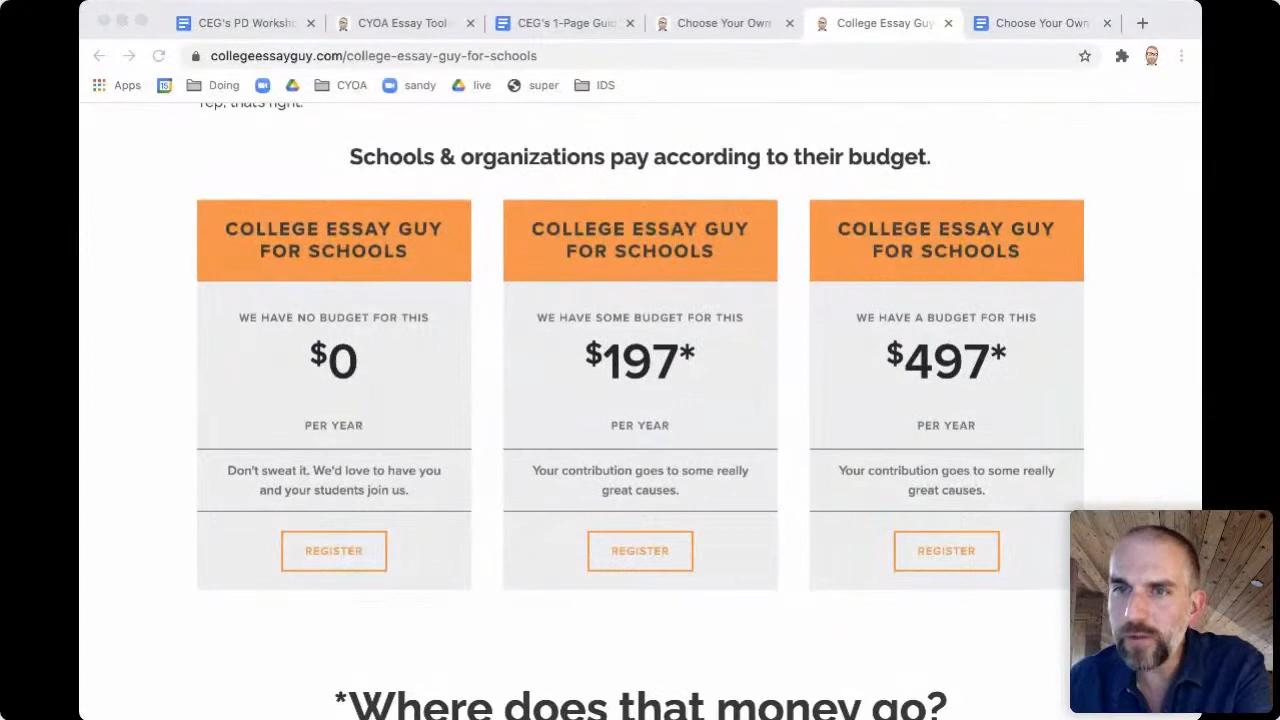 CEG's PD Worksh
CYOA Essay Tool
CEG's 1-Page Gui
Choose Your Own
College Essay Guy
Choose Your Own
collegeessayguy.com/college-essay-guy-for-schools
Apps
15
Doing
CYOA
sandy
live
super
IDS
Yep, that's right.
Schools & organizations pay according to their budget.
COLLEGE ESSAY GUY
FOR SCHOOLS
WE HAVE NO BUDGET FOR THIS
$0
PER YEAR
Don't sweat it. We'd love to have you
and your students join us.
REGISTER
COLLEGE ESSAY GUY
FOR SCHOOLS
WE HAVE SOME BUDGET FOR THIS
$197*
PER YEAR
Your contribution goes to some really
great causes.
REGISTER
COLLEGE ESSAY GUY
FOR SCHOOLS
WE HAVE A BUDGET FOR THIS
$497*
PER YEAR
Your contribution goes to some really
great causes.
REGISTER
*Where does that money go?